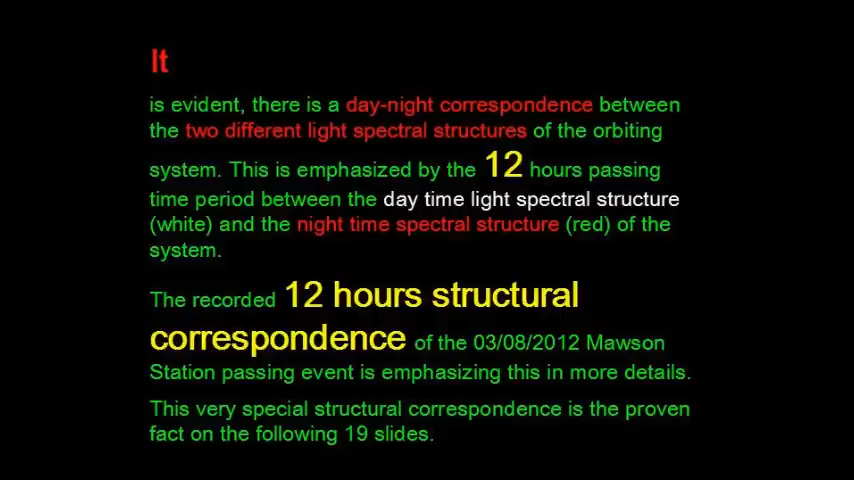 It
is evident, there is a day-night correspondence between
the two different light spectral structures of the orbiting
system. This is emphasized by the 12 hours passing
time period between the day time light spectral structure
(white) and the night time spectral structure (red) of the
system.
The recorded 12 hours structural
correspondence of the 03/08/2012 Mawson
Station passing event is emphasizing this in more details.
This very special structural correspondence is the proven
fact on the following 19 slides.